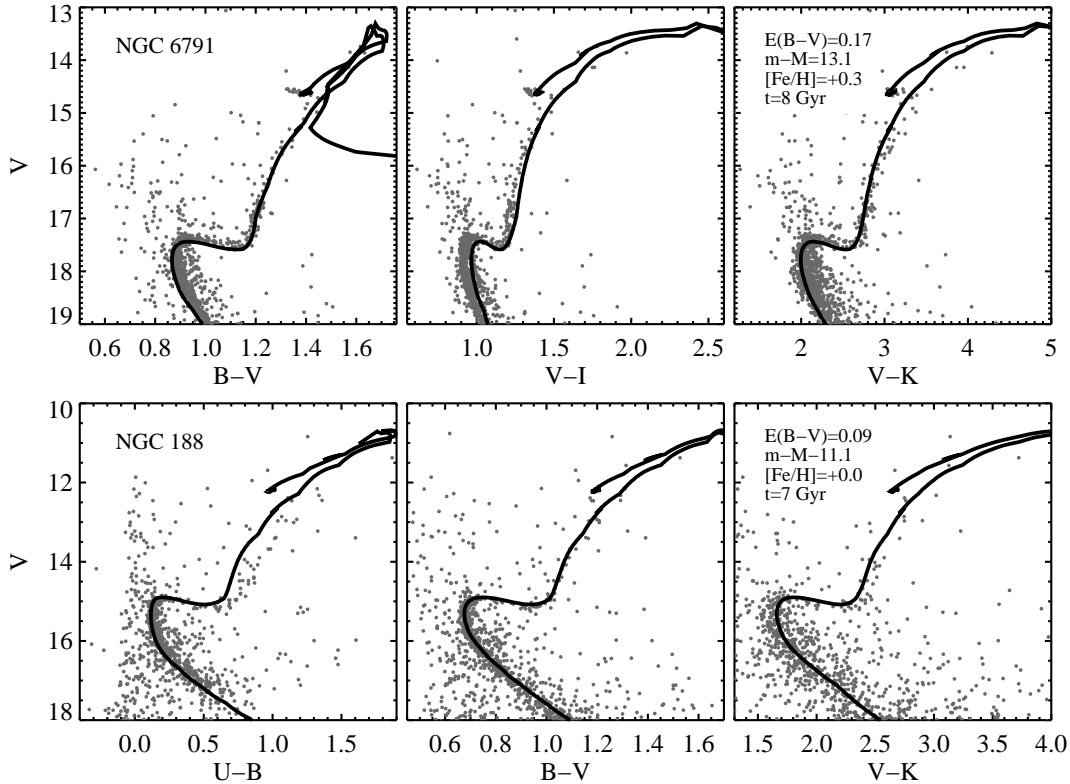 13
14
15
16
17
18
19
V
NGC 6791
0.6 0.8 1.0 1.2 1.4 1.6
B−V
1.0 1.5 2.0 2.5
V−I
E(B−V)=0.17
m−M=13.1
[Fe/H]=+0.3
t=8 Gyr
2 3 4 5
V−K
10
12
14
16
18
V
NGC 188
0.0 0.5 1.0 1.5
U−B
0.6 0.8 1.0 1.2 1.4 1.6
B−V
E(B−V)=0.09
m−M−11.1
[Fe/H]=+0.0
t=7 Gyr
1.5 2.0 2.5 3.0 3.5 4.0
V−K